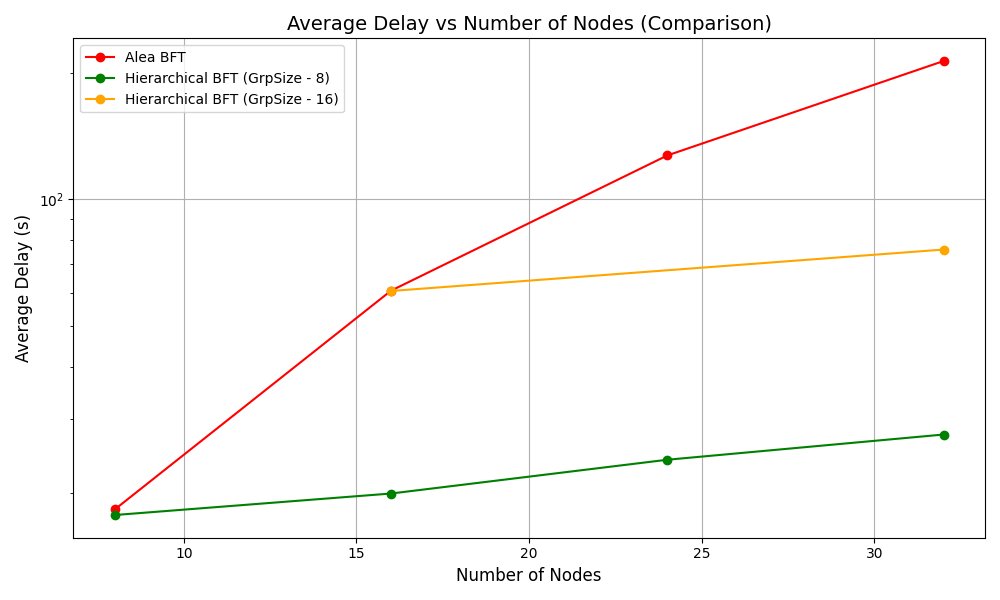 Average Delay vs Number of Nodes (Comparison)
Alea BFT
Hierarchical BFT (GrpSize - 8)
Hierarchical BFT (GrpSize - 16)
Average Delay (s)
10²
10 15 20 25 30
Number of Nodes